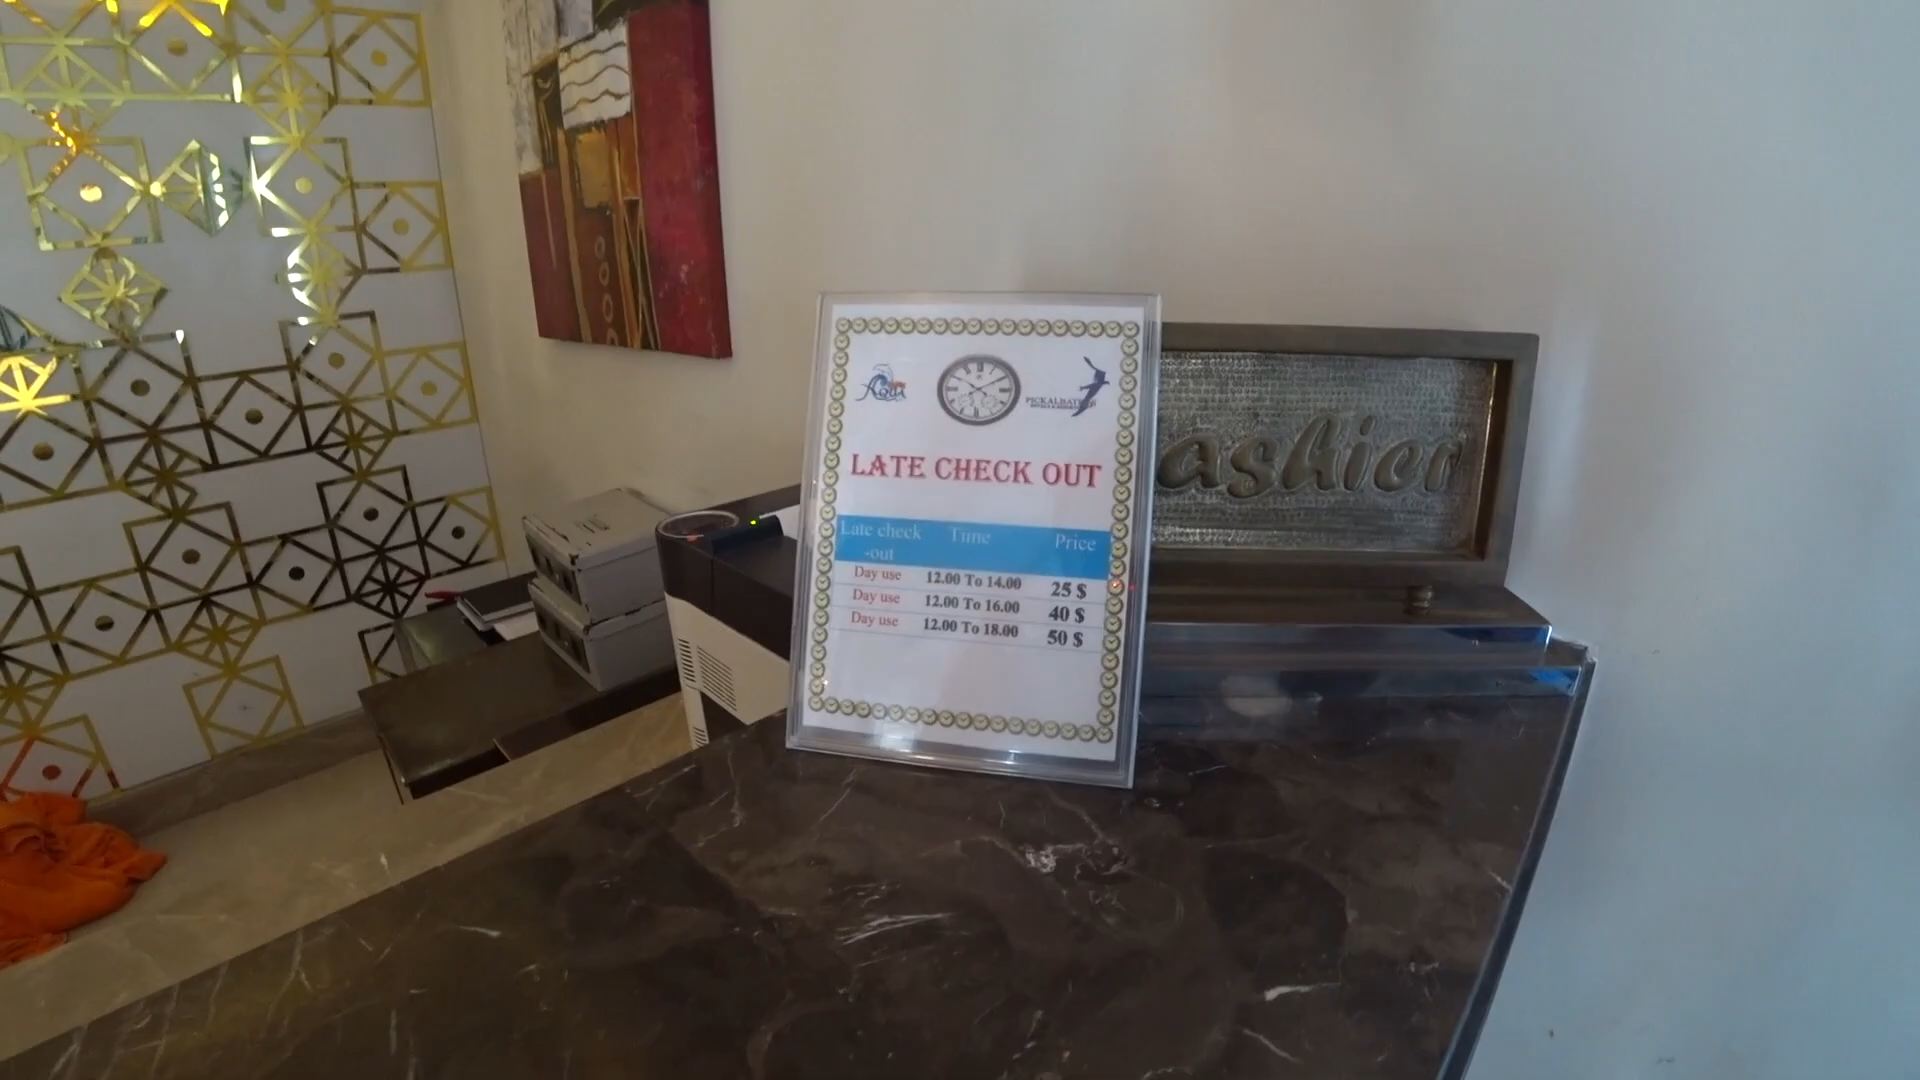 Aqua
PICKALBATROS
LATE CHECK OUT
Late check Time Price
-out
Day use 12.00 To 14.00 25 $
Day use 12.00 To 16.00 40 $
Day use 12.00 To 18.00 50 $
ashier